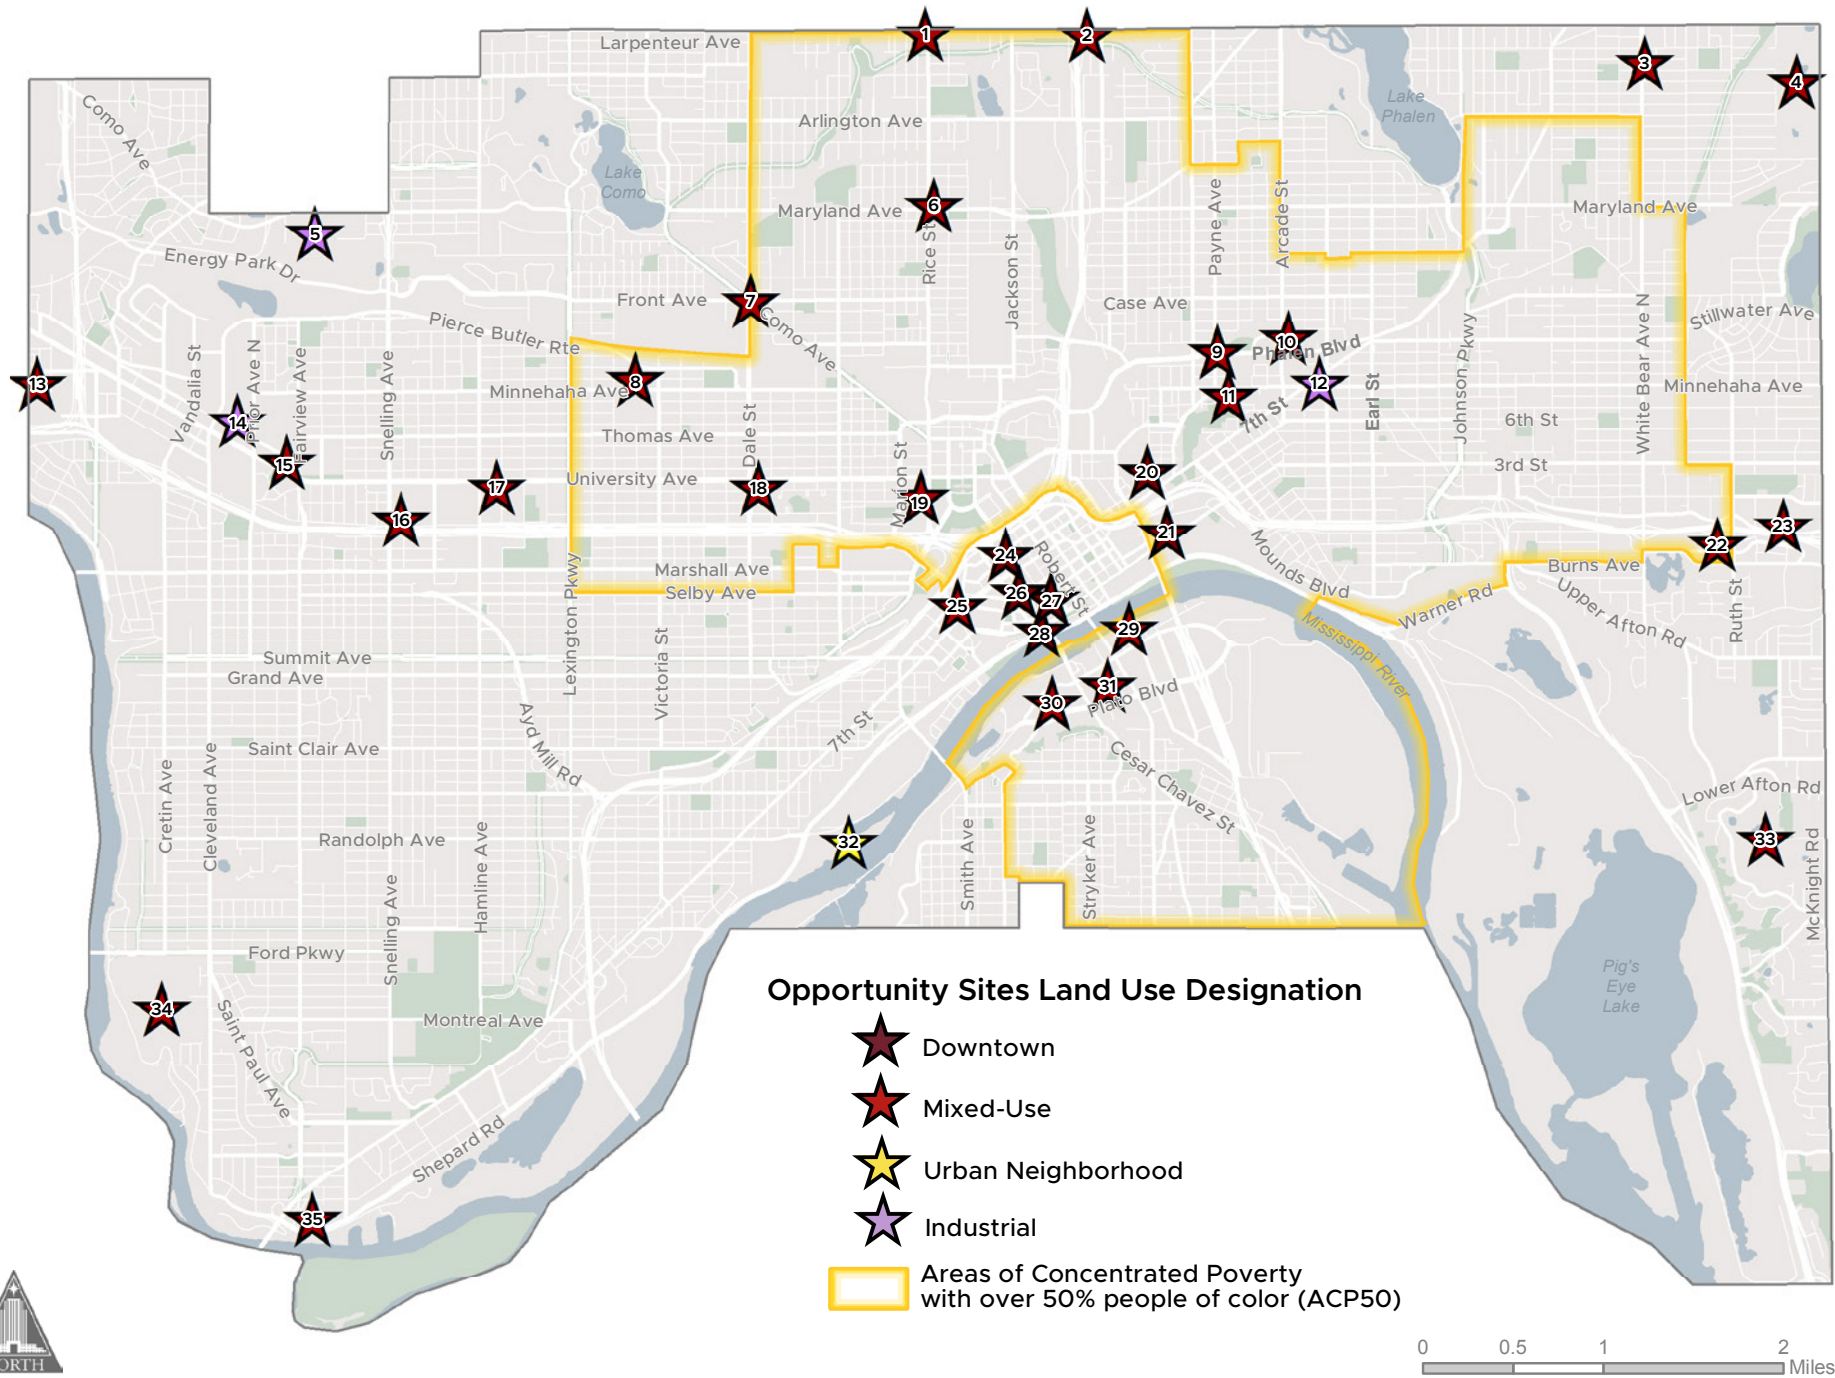 Larpenteur Ave
1
2
3
4
Como Ave
Arlington Ave
Lake
Phalen
Lake
Como
Maryland Ave
6
Rice St
Jackson St
Payne Ave
Arcade St
Maryland Ave
5
Energy Park Dr
Front Ave
7
Como Ave
Case Ave
Stillwater Ave
Pierce Butler Rte
9
10
Phalen Blvd
Johnson Pkwy
White Bear Ave N
13
Vandalia St
Prior Ave N
Fairview Ave
Snelling Ave
Minnehaha Ave
8
11
12
7th St
Earl St
Minnehaha Ave
14
Thomas Ave
Dale St
6th St
15
University Ave
Marion St
3rd St
16
17
18
19
20
21
22
23
Lexington Pkwy
Marshall Ave
Selby Ave
24
Robert St
25
26
27
28
29
Mounds Blvd
Burns Ave
Warner Rd
Upper Afton Rd
Ruth St
Mississippi River
Summit Ave
Grand Ave
Victoria St
30
31
Plato Blvd
Ayd Mill Rd
7th St
Saint Clair Ave
Cesar Chavez St
Cretin Ave
Cleveland Ave
Lower Afton Rd
Randolph Ave
Hamline Ave
32
Smith Ave
Stryker Ave
33
McKnight Rd
Snelling Ave
Ford Pkwy
Pig's
Eye
Lake
34
Saint Paul Ave
Montreal Ave
Shepard Rd
35
Opportunity Sites Land Use Designation
Downtown
Mixed-Use
Urban Neighborhood
Industrial
Areas of Concentrated Poverty
with over 50% people of color (ACP50)
0 0.5 1 2
Miles